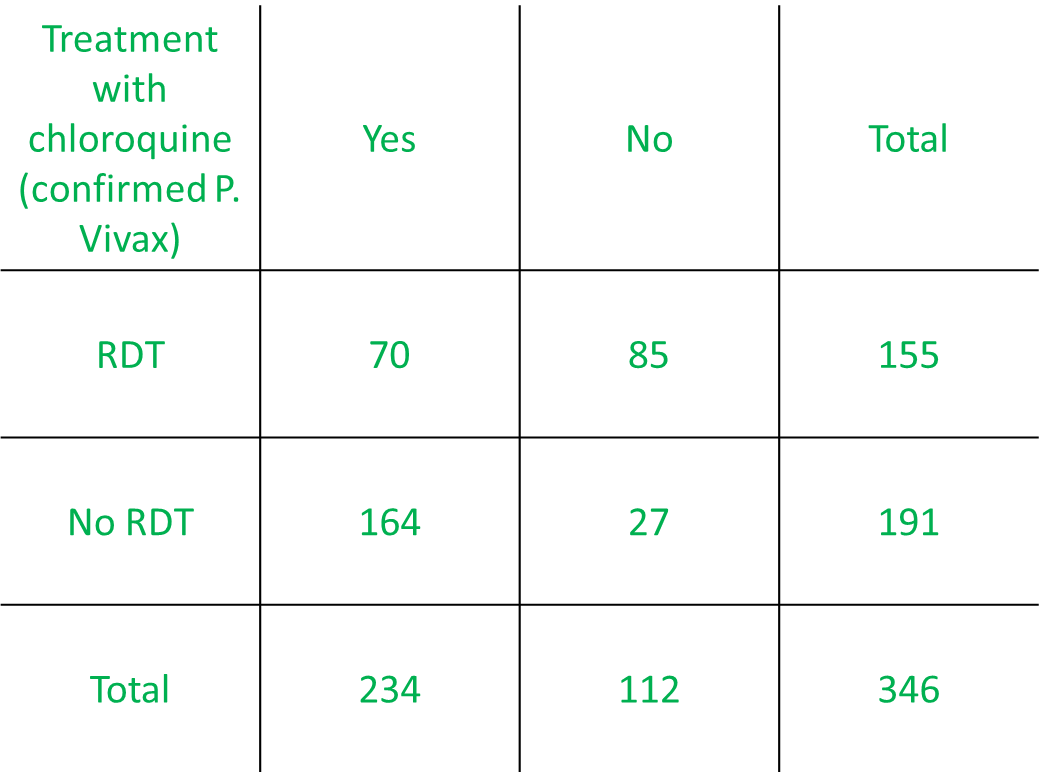 Treatment
with
chloroquine
(confirmed P.
Vivax)
Yes
No
Total
RDT
70
85
155
No RDT
164
27
191
Total
234
112
346